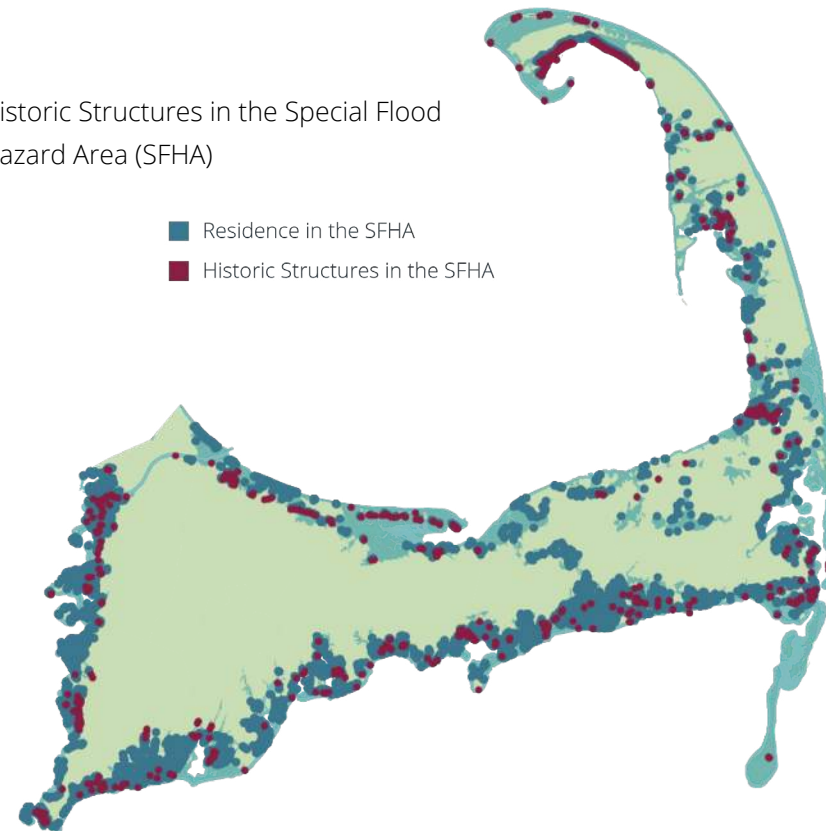 istoric Structures in the Special Flood
azard Area (SFHA)
Residence in the SFHA
Historic Structures in the SFHA